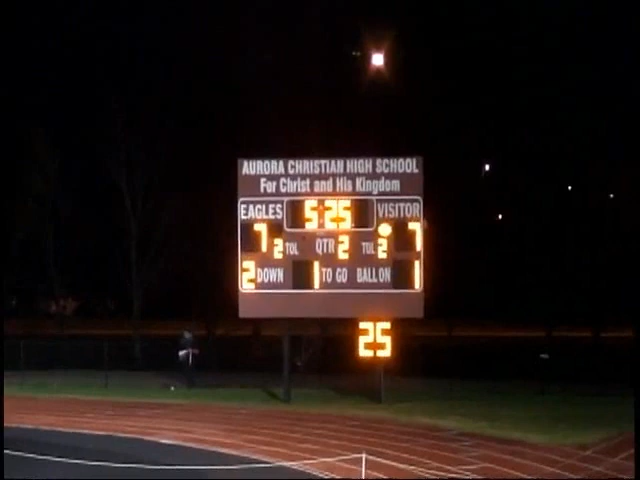 AURORA CHRISTIAN HIGH SCHOOL
For Christ and His Kingdom
EAGLES 5:25 VISITOR
7 2 TOL QTR 2 TOL 2 7
2 DOWN 1 TO GO BALL ON 1
25